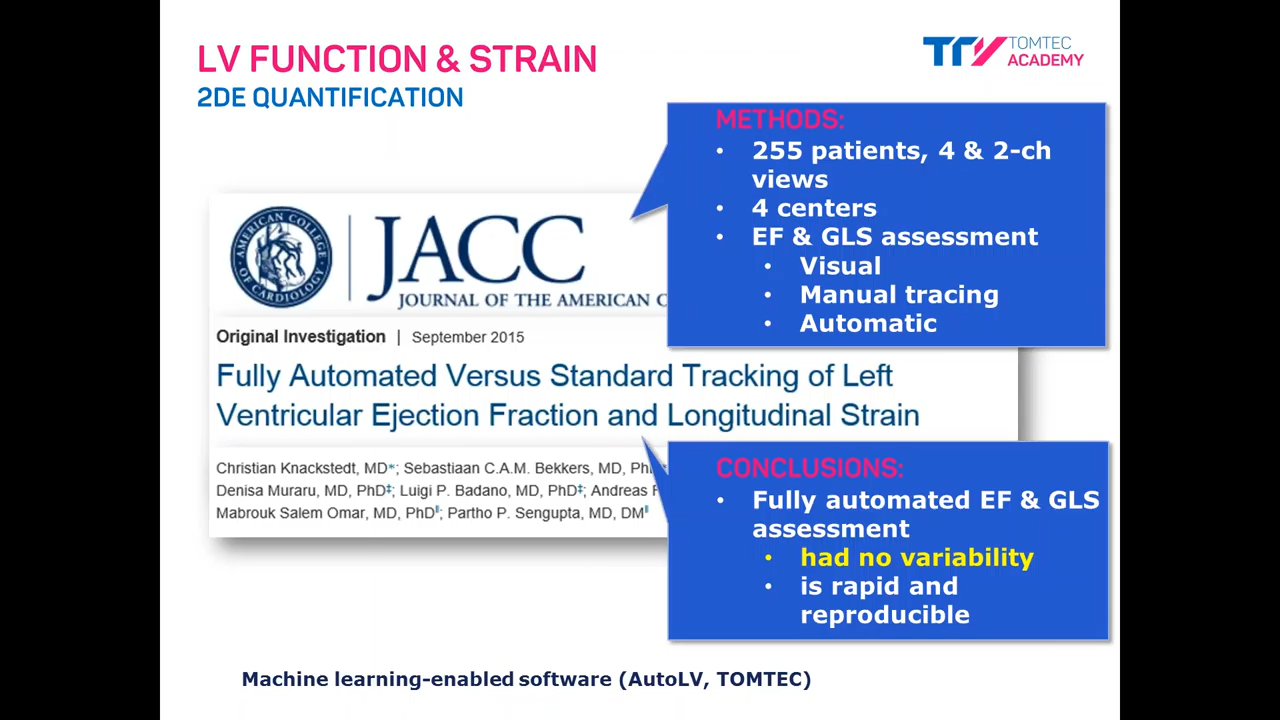 LV FUNCTION & STRAIN
2DE QUANTIFICATION
TOMTEC
ACADEMY
METHODS:
• 255 patients, 4 & 2-ch
views
• 4 centers
• EF & GLS assessment
• Visual
• Manual tracing
• Automatic
AMERICAN COLLEGE OF CARDIOLOGY
JACC
JOURNAL OF THE AMERICAN
Original Investigation | September 2015
Fully Automated Versus Standard Tracking of Left
Ventricular Ejection Fraction and Longitudinal Strain
Christian Knackstedt, MD*; Sebastiaan C.A.M. Bekkers, MD,
Denisa Muraru, MD, PhD‡; Luigi P. Badano, MD, PhD‡; Andreas
Mabrouk Salem Omar, MD, PhD‖; Partho P. Sengupta, MD, DM‖
CONCLUSIONS:
• Fully automated EF & GLS
assessment
• had no variability
• is rapid and
reproducible
Machine learning-enabled software (AutoLV, TOMTEC)